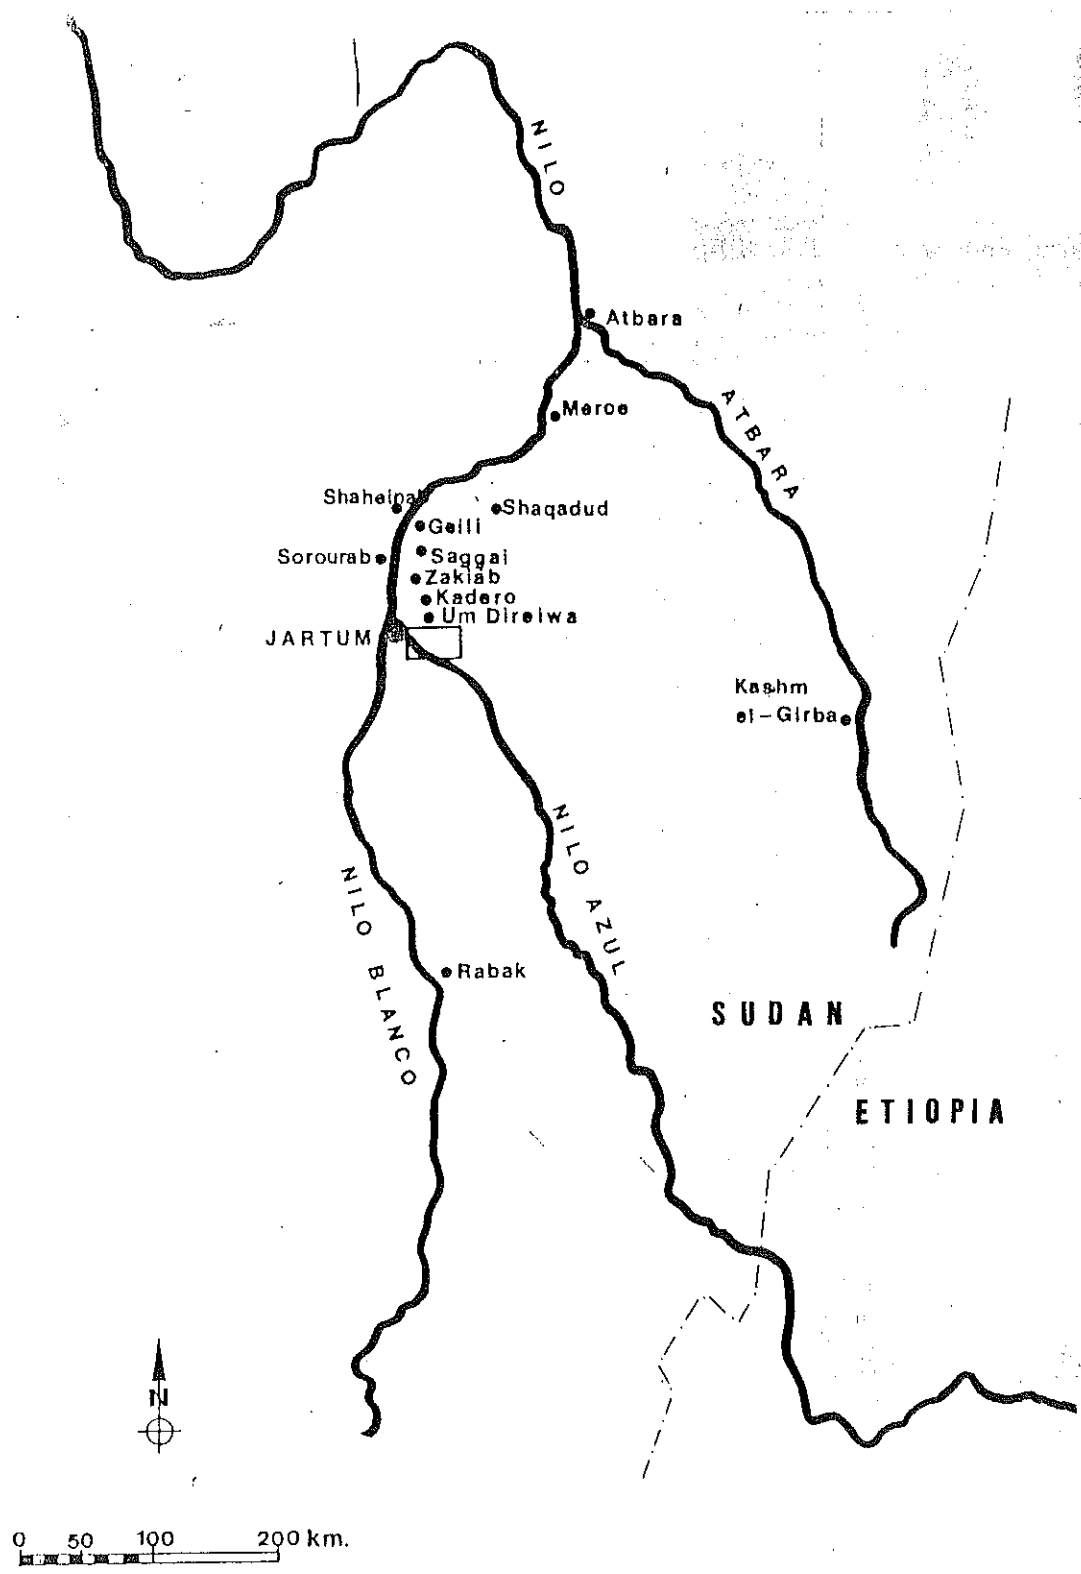 NILO
Atbara
ATBARA
Meroe
Shaqadud
Geili
Sorourab
Saggai
Zakiab
Kadero
Um Direiwa
JARTUM
Kashm
el-Girba
NILO AZUL
NILO BLANCO
Rabak
SUDAN
ETIOPIA
N
0 50 100 200 km.